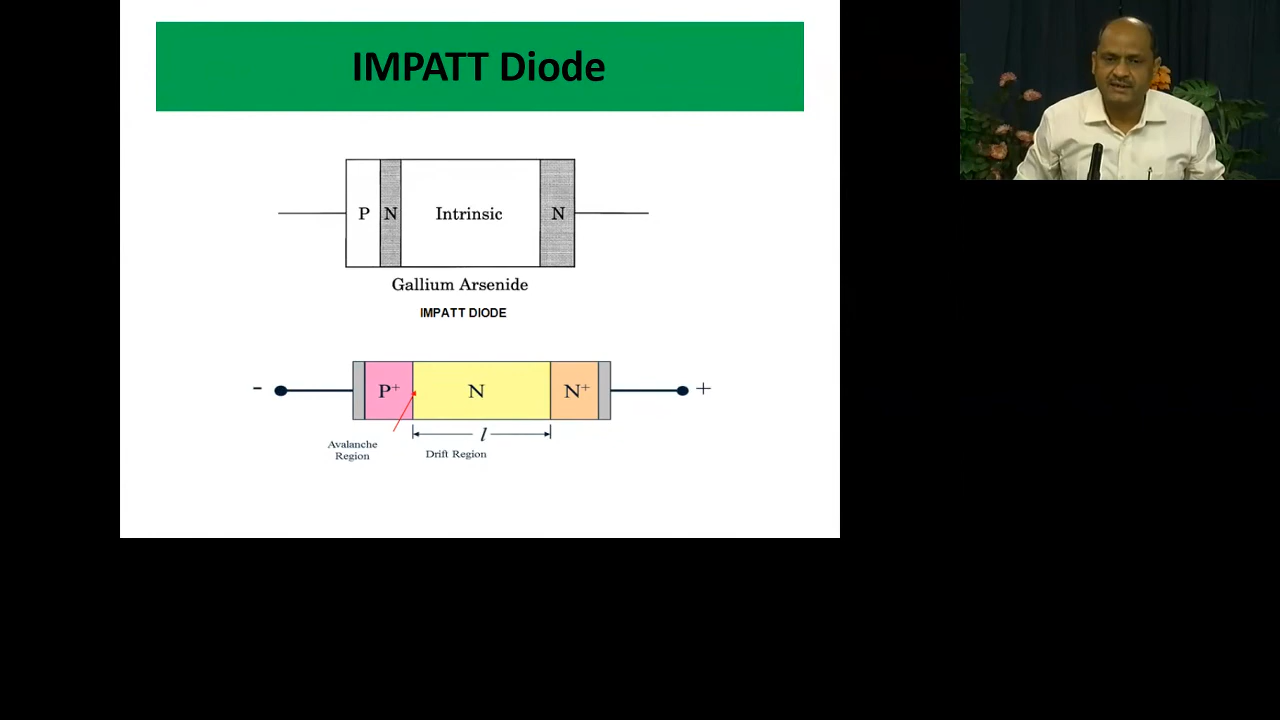 IMPATT Diode
P N Intrinsic N
Gallium Arsenide
IMPATT DIODE
- P+ N N+ +
l
Avalanche
Region
Drift Region